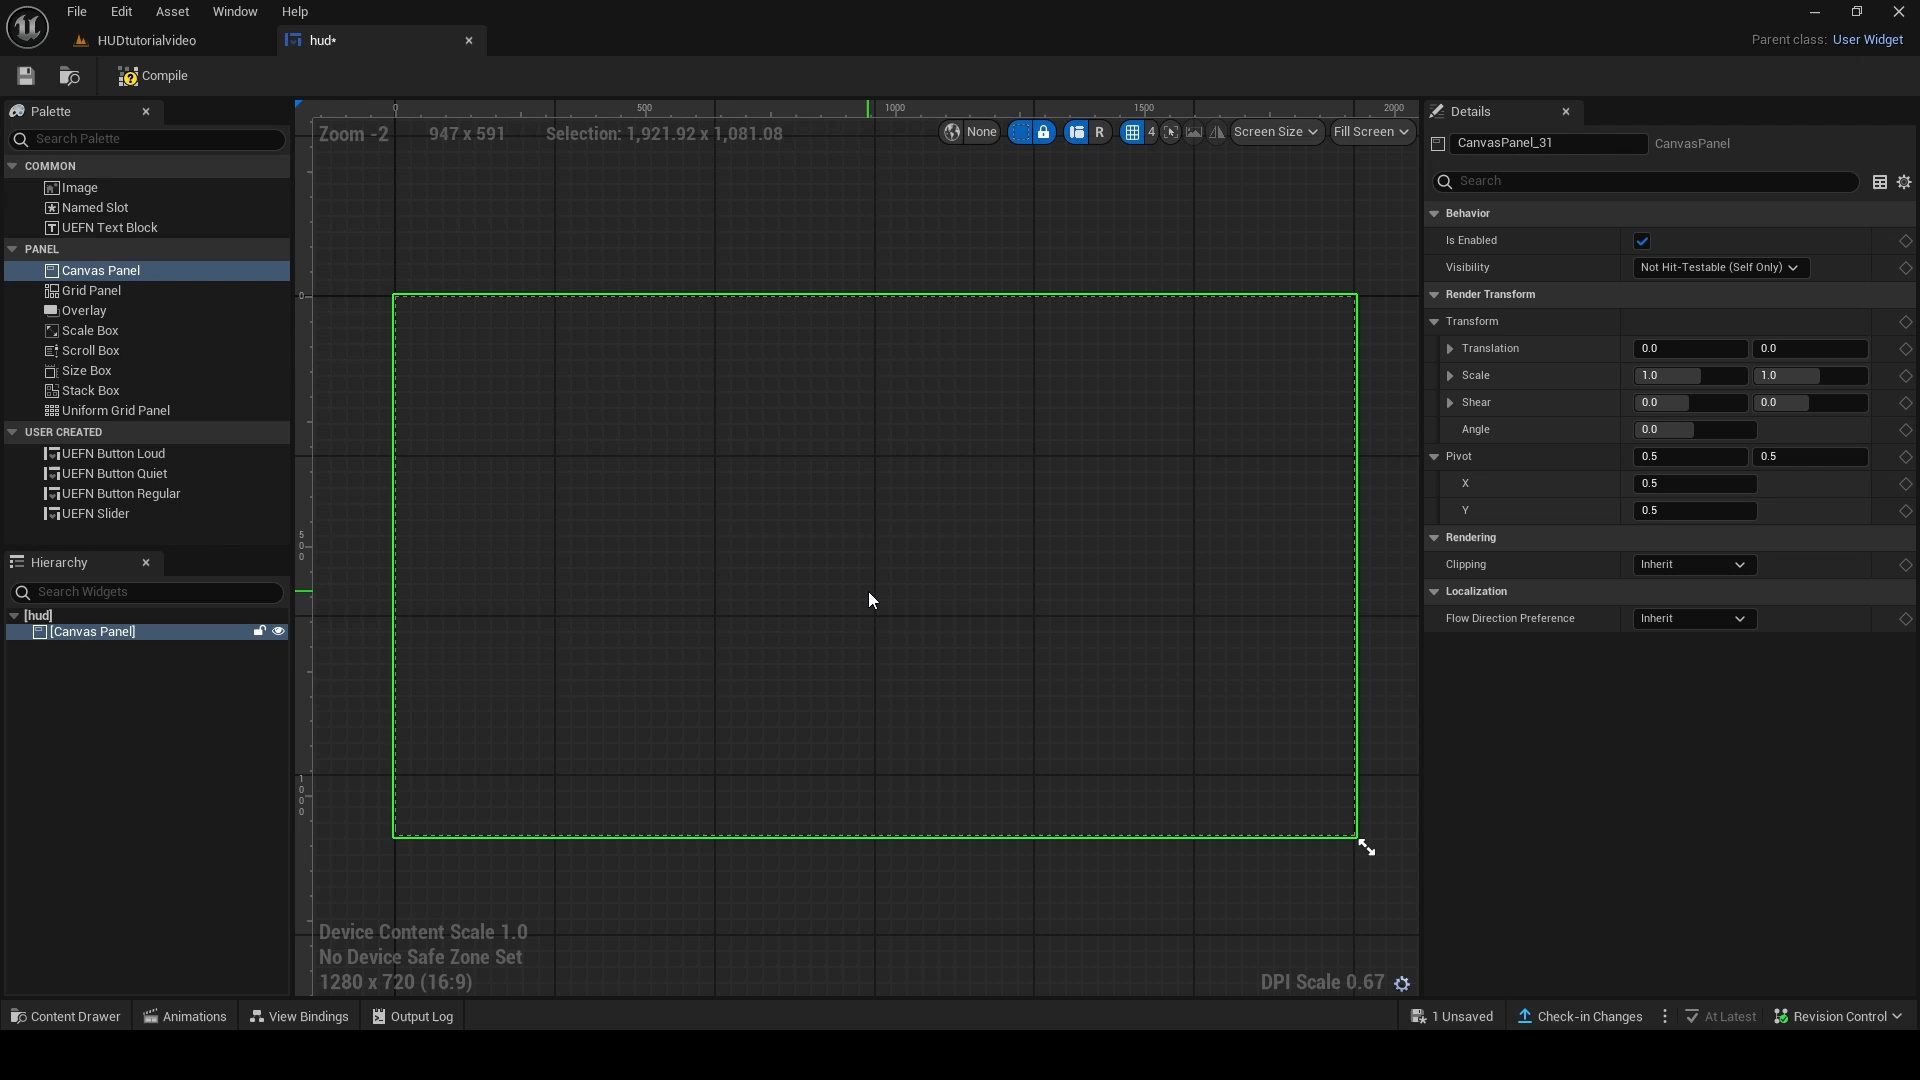 File Edit Asset Window Help
HUDtutorialvideo
hud*
Parent class: User Widget
Compile
Palette
Search Palette
COMMON
Image
Named Slot
UEFN Text Block
PANEL
Canvas Panel
Grid Panel
Overlay
Scale Box
Scroll Box
Size Box
Stack Box
Uniform Grid Panel
USER CREATED
UEFN Button Loud
UEFN Button Quiet
UEFN Button Regular
UEFN Slider
Hierarchy
Search Widgets
[hud]
[Canvas Panel]
0 500 1000 1500 2000
Zoom -2 947 x 591 Selection: 1,921.92 x 1,081.08
None R 4 Screen Size Fill Screen
0
500
1000
Device Content Scale 1.0
No Device Safe Zone Set
1280 x 720 (16:9)
DPI Scale 0.67
Details
CanvasPanel_31 CanvasPanel
Search
Behavior
Is Enabled
Visibility Not Hit-Testable (Self Only)
Render Transform
Transform
Translation 0.0 0.0
Scale 1.0 1.0
Shear 0.0 0.0
Angle 0.0
Pivot 0.5 0.5
X 0.5
Y 0.5
Rendering
Clipping Inherit
Localization
Flow Direction Preference Inherit
Content Drawer Animations View Bindings Output Log
1 Unsaved Check-in Changes At Latest Revision Control